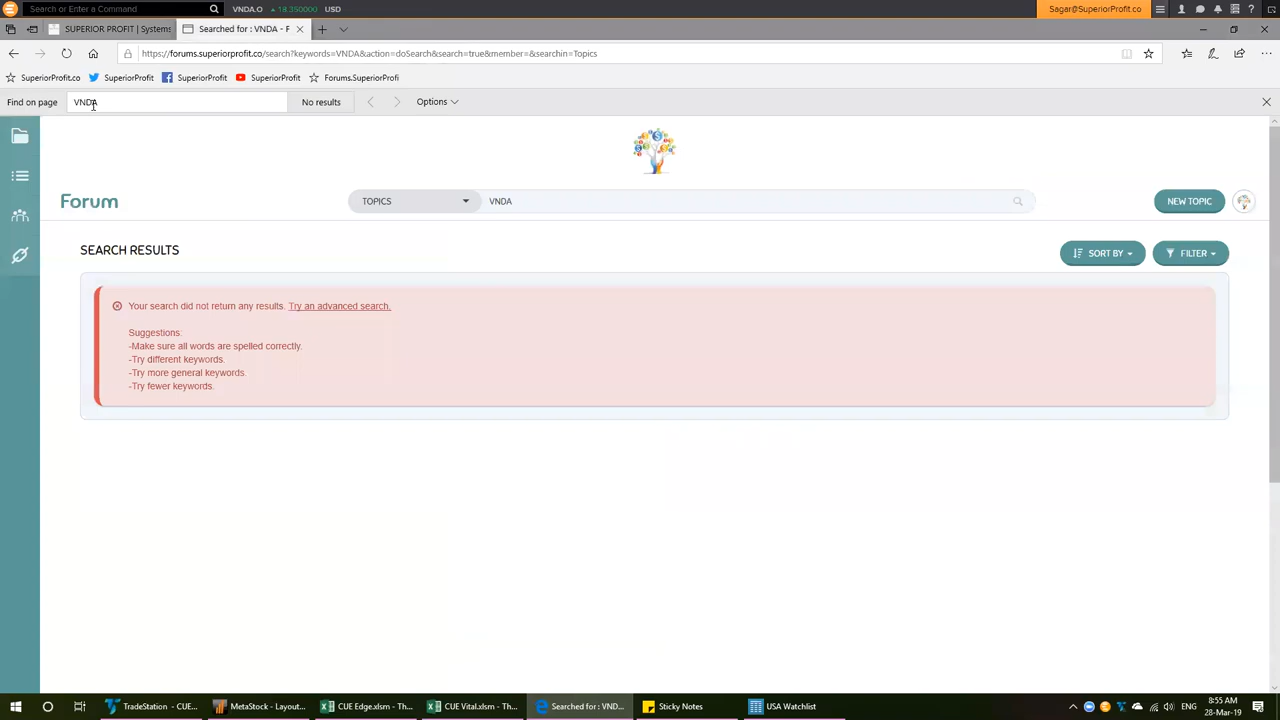 Search or Enter a Command
VNDA.O
18.350000
USD
Sagar@SuperiorProfit.co
SUPERIOR PROFIT | Systems
Searched for : VNDA - F
https://forums.superiorprofit.co/search?keywords=VNDA&action=doSearch&search=true&member=&searchin=Topics
SuperiorProfit.co
SuperiorProfit
SuperiorProfit
SuperiorProfit
Forums.SuperiorProfi
Find on page
VNDA
No results
Options
Forum
TOPICS
VNDA
NEW TOPIC
SEARCH RESULTS
SORT BY
FILTER
Your search did not return any results. Try an advanced search.
Suggestions:
-Make sure all words are spelled correctly.
-Try different keywords.
-Try more general keywords.
-Try fewer keywords.
TradeStation - CUE...
MetaStock - Layout...
CUE Edge.xlsm - Th...
CUE Vital.xlsm - Th...
Searched for : VND...
Sticky Notes
USA Watchlist
ENG
8:55 AM
28-Mar-19